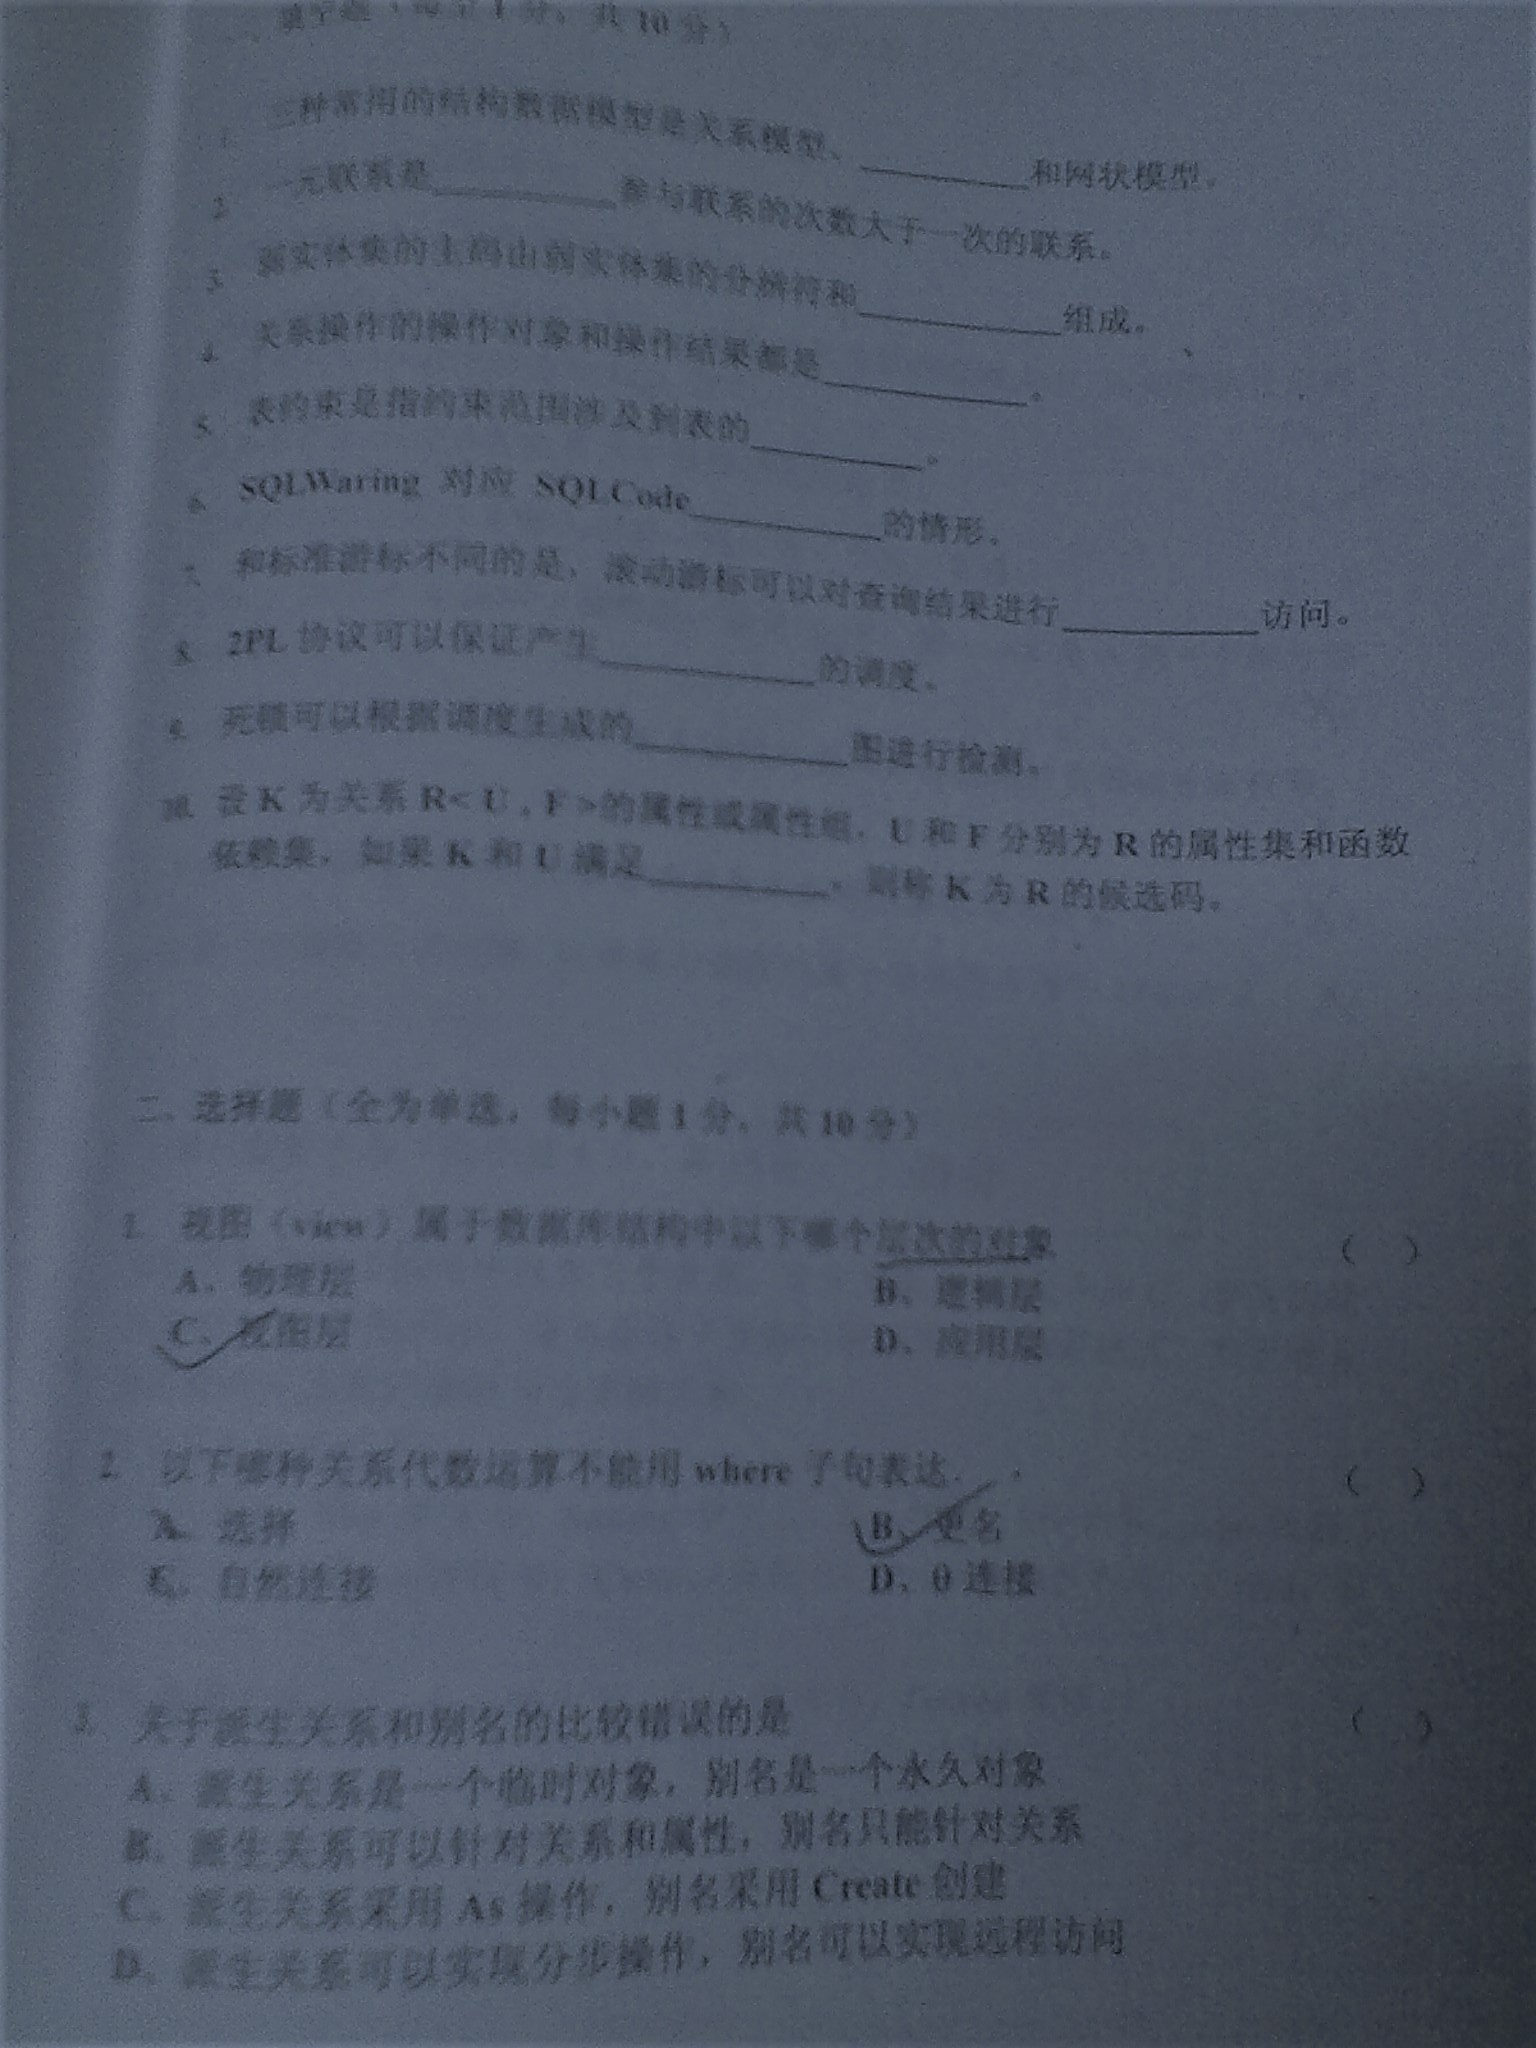 填空题（每空 1 分，共 10 分）
1. 三种常用的结构数据模型是关系模型、________和网状模型。
2. 一元联系是________参与联系的次数大于一次的联系。
3. 弱实体集的主码由弱实体集的分辨符和________组成。
4. 关系操作的操作对象和操作结果都是________。
5. 表约束是指约束范围涉及到表的________。
6. SQLWaring 对应 SQLCode________的情形。
7. 和标准游标不同的是，滚动游标可以对查询结果进行________访问。
8. 2PL 协议可以保证产生________的调度。
9. 死锁可以根据调度生成的________图进行检测。
10. 设 K 为关系 R< U , F >的属性或属性组，U 和 F 分别为 R 的属性集和函数
依赖集，如果 K 和 U 满足________，则称 K 为 R 的候选码。
二、选择题（全为单选，每小题 1 分，共 10 分）
1. 视图（view）属于数据库结构中以下哪个层次的对象 （ ）
A、物理层 B、逻辑层
C、视图层 D、应用层
2. 以下哪种关系代数运算不能用 where 子句表达. （ ）
A、选择 B、更名
C、自然连接 D、θ 连接
3. 关于派生关系和别名的比较错误的是 （ ）
A、派生关系是一个临时对象，别名是一个永久对象
B、派生关系可以针对关系和属性，别名只能针对关系
C、派生关系采用 As 操作，别名采用 Create 创建
D、派生关系可以实现分步操作，别名可以实现远程访问